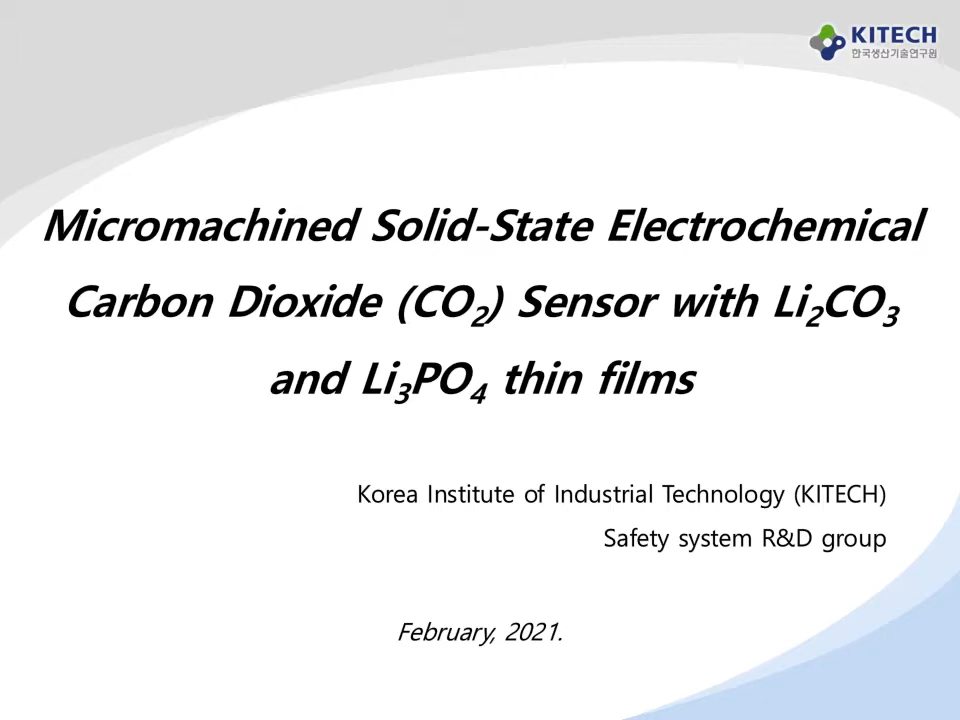 KITECH
한국생산기술연구원
Micromachined Solid-State Electrochemical
Carbon Dioxide (CO₂) Sensor with Li₂CO₃
and Li₃PO₄ thin films
Korea Institute of Industrial Technology (KITECH)
Safety system R&D group
February, 2021.